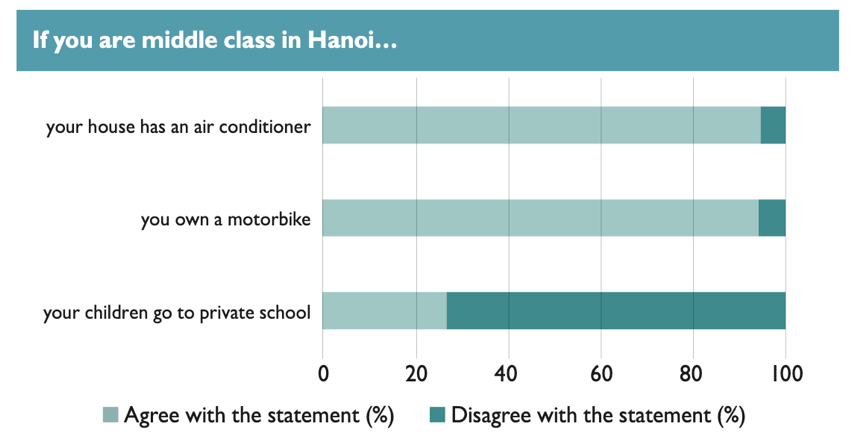 If you are middle class in Hanoi...
your house has an air conditioner
you own a motorbike
your children go to private school
0 20 40 60 80 100
Agree with the statement (%) Disagree with the statement (%)